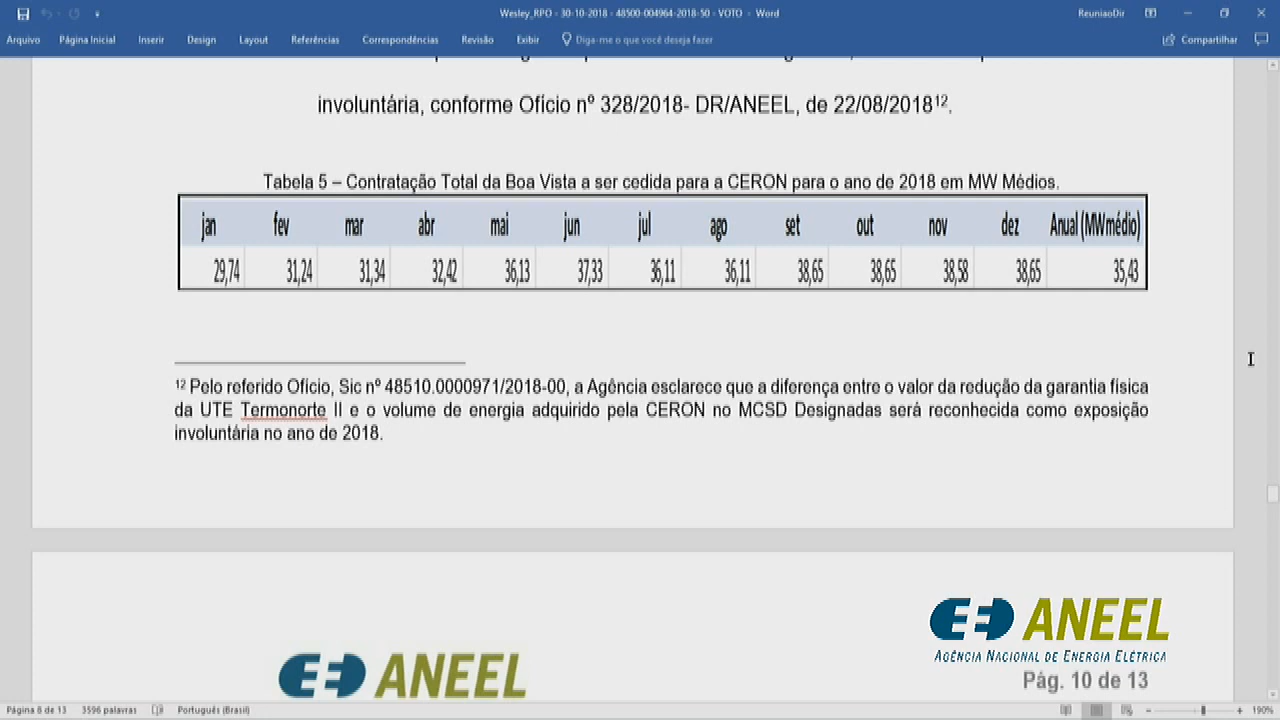 Wesley_RPO - 30-10-2018 - 48500-004964-2018-50 - VOTO - Word
ReuniaoDir
Arquivo Página Inicial Inserir Design Layout Referências Correspondências Revisão Exibir Diga-me o que você deseja fazer Compartilhar
involuntária, conforme Ofício nº 328/2018- DR/ANEEL, de 22/08/2018¹².
Tabela 5 – Contratação Total da Boa Vista a ser cedida para a CERON para o ano de 2018 em MW Médios.
jan fev mar abr mai jun jul ago set out nov dez Anual (MWmédio)
29,74 31,24 31,34 32,42 36,13 37,33 36,11 36,11 38,65 38,65 38,58 38,65 35,43
¹² Pelo referido Ofício, Sic nº 48510.0000971/2018-00, a Agência esclarece que a diferença entre o valor da redução da garantia física
da UTE Termonorte II e o volume de energia adquirido pela CERON no MCSD Designadas será reconhecida como exposição
involuntária no ano de 2018.
ANEEL
AGÊNCIA NACIONAL DE ENERGIA ELÉTRICA
ANEEL
Pág. 10 de 13
Página 8 de 13 3596 palavras Português (Brasil) 190%